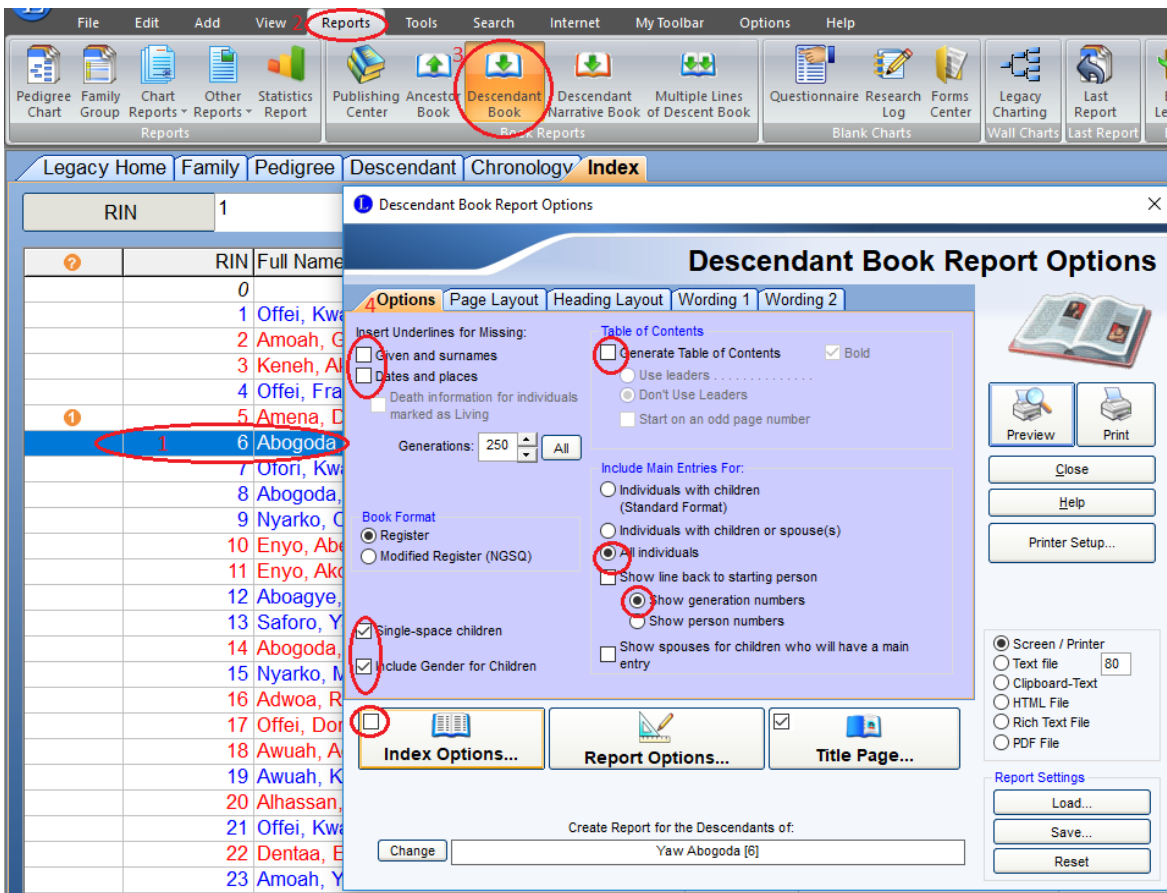 File Edit Add View 2 Reports Tools Search Internet My Toolbar Options Help
3
Pedigree Chart
Family Group
Chart Reports
Other Reports
Statistics Report
Publishing Center
Ancestor Book
Descendant Book
Descendant Narrative Book
Multiple Lines of Descent Book
Questionnaire
Research Log
Forms Center
Legacy Charting
Last Report
Reports Book Reports Blank Charts Wall Charts Last Report
Legacy Home Family Pedigree Descendant Chronology Index
RIN 1
RIN Full Name
0
1 Offei, Kwa
2 Amoah, G
3 Keneh, Al
4 Offei, Fra
1 5 Amena, D
1 6 Abogoda
7 Ofori, Kwa
8 Abogoda,
9 Nyarko, C
10 Enyo, Abe
11 Enyo, Ako
12 Aboagye,
13 Saforo, Y
14 Abogoda,
15 Nyarko, M
16 Adwoa, R
17 Offei, Dor
18 Awuah, A
19 Awuah, K
20 Alhassan,
21 Offei, Kwa
22 Dentaa, E
23 Amoah, Y
L Descendant Book Report Options
Descendant Book Report Options
4 Options Page Layout Heading Layout Wording 1 Wording 2
Insert Underlines for Missing:
Given and surnames
Dates and places
Death information for individuals
marked as Living
Generations: 250 All
Book Format
Register
Modified Register (NGSQ)
Single-space children
Include Gender for Children
Table of Contents
Generate Table of Contents Bold
Use leaders . . . . . . . . . . . . . .
Don't Use Leaders
Start on an odd page number
Include Main Entries For:
Individuals with children
(Standard Format)
Individuals with children or spouse(s)
All individuals
Show line back to starting person
Show generation numbers
Show person numbers
Show spouses for children who will have a main
entry
Index Options...
Report Options...
Title Page...
Create Report for the Descendants of:
Change Yaw Abogoda [6]
Preview Print
Close
Help
Printer Setup...
Screen / Printer
Text file 80
Clipboard-Text
HTML File
Rich Text File
PDF File
Report Settings
Load...
Save...
Reset